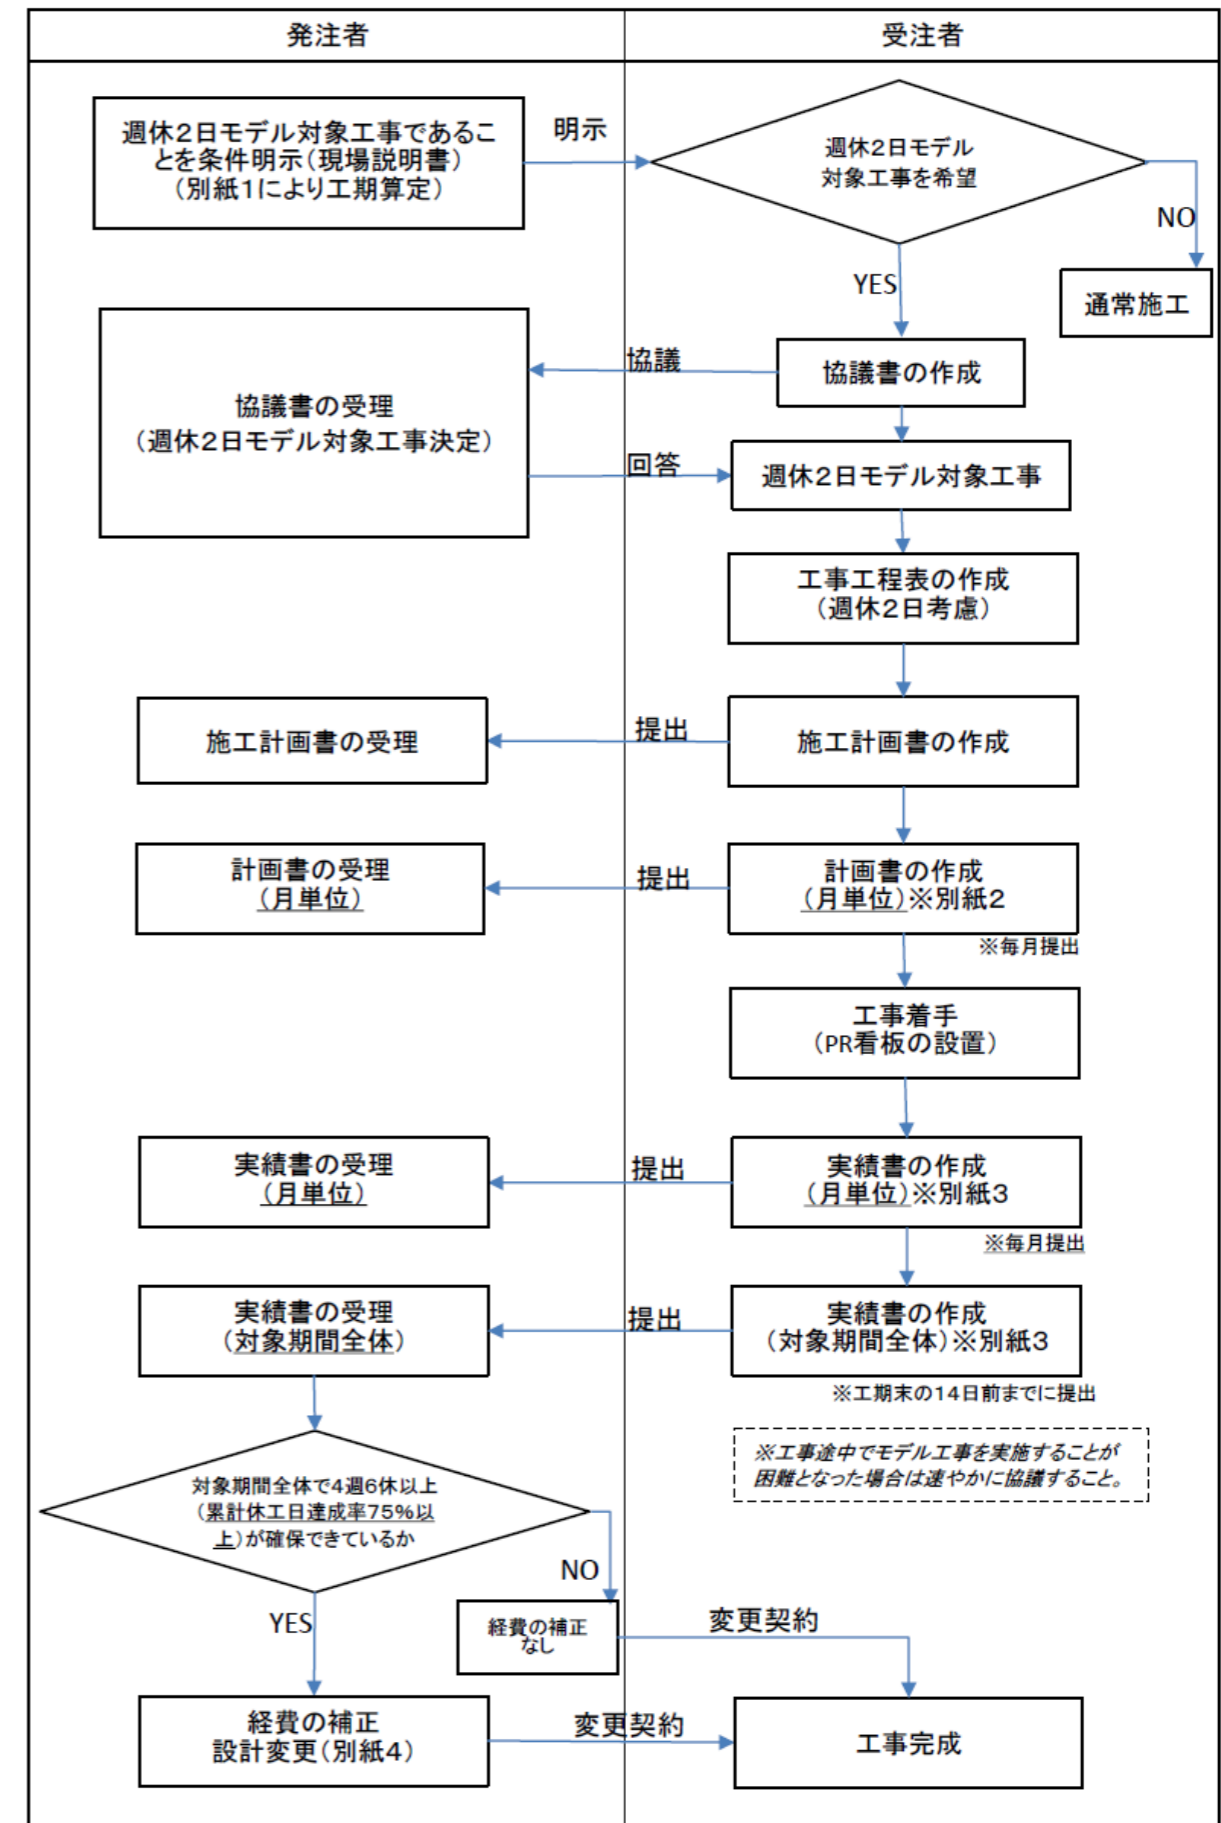 発注者
受注者
週休２日モデル対象工事であるこ
とを条件明示（現場説明書）
（別紙１により工期算定）
明示
週休２日モデル
対象工事を希望
NO
YES
通常施工
協議
協議書の作成
協議書の受理
（週休２日モデル対象工事決定）
回答
週休２日モデル対象工事
工事工程表の作成
（週休２日考慮）
施工計画書の受理
提出
施工計画書の作成
計画書の受理
（月単位）
提出
計画書の作成
（月単位）※別紙２
※毎月提出
工事着手
（PR看板の設置）
実績書の受理
（月単位）
提出
実績書の作成
（月単位）※別紙３
※毎月提出
実績書の受理
（対象期間全体）
提出
実績書の作成
（対象期間全体）※別紙３
※工期末の１４日前までに提出
※工事途中でモデル工事を実施することが
困難となった場合は速やかに協議すること。
対象期間全体で４週６休以上
（累計休工日達成率７５％以
上）が確保できているか
NO
YES
経費の補正
なし
変更契約
経費の補正
設計変更（別紙４）
変更契約
工事完成